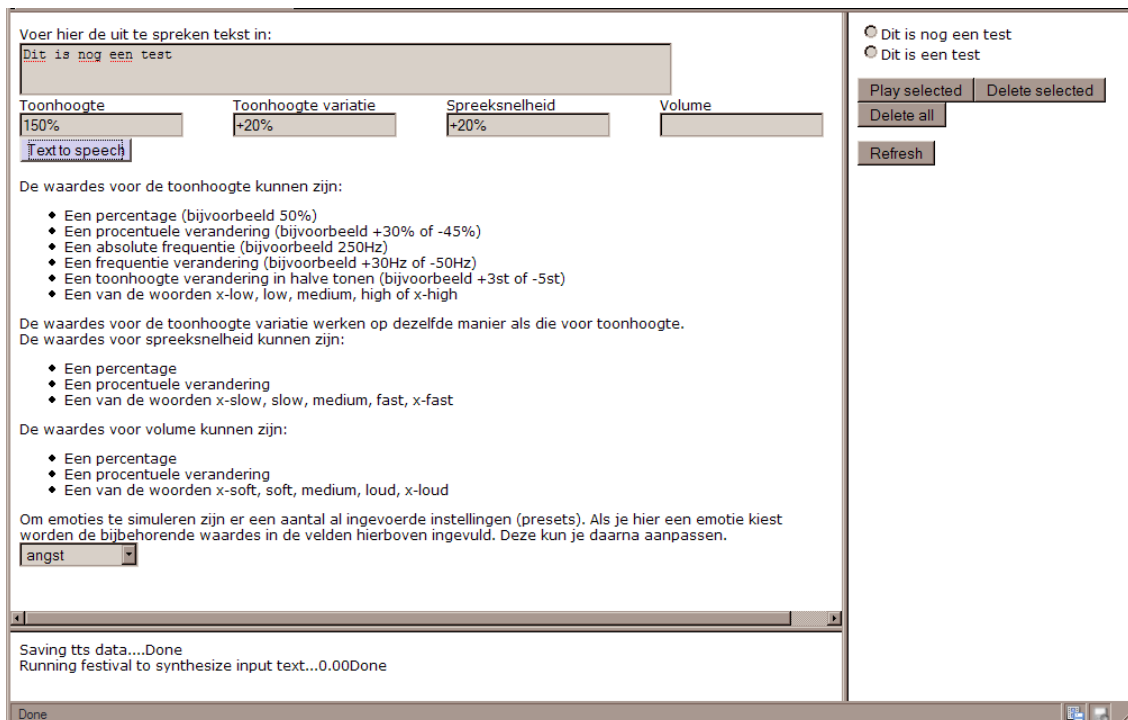 Voer hier de uit te spreken tekst in:
Dit is nog een test
Toonhoogte Toonhoogte variatie Spreeksnelheid Volume
150% +20% +20%
Text to speech
De waardes voor de toonhoogte kunnen zijn:
Een percentage (bijvoorbeeld 50%)
Een procentuele verandering (bijvoorbeeld +30% of -45%)
Een absolute frequentie (bijvoorbeeld 250Hz)
Een frequentie verandering (bijvoorbeeld +30Hz of -50Hz)
Een toonhoogte verandering in halve tonen (bijvoorbeeld +3st of -5st)
Een van de woorden x-low, low, medium, high of x-high
De waardes voor de toonhoogte variatie werken op dezelfde manier als die voor toonhoogte.
De waardes voor spreeksnelheid kunnen zijn:
Een percentage
Een procentuele verandering
Een van de woorden x-slow, slow, medium, fast, x-fast
De waardes voor volume kunnen zijn:
Een percentage
Een procentuele verandering
Een van de woorden x-soft, soft, medium, loud, x-loud
Om emoties te simuleren zijn er een aantal al ingevoerde instellingen (presets). Als je hier een emotie kiest
worden de bijbehorende waardes in de velden hierboven ingevuld. Deze kun je daarna aanpassen.
angst
Saving tts data....Done
Running festival to synthesize input text...0.00Done
Dit is nog een test
Dit is een test
Play selected Delete selected
Delete all
Refresh
Done